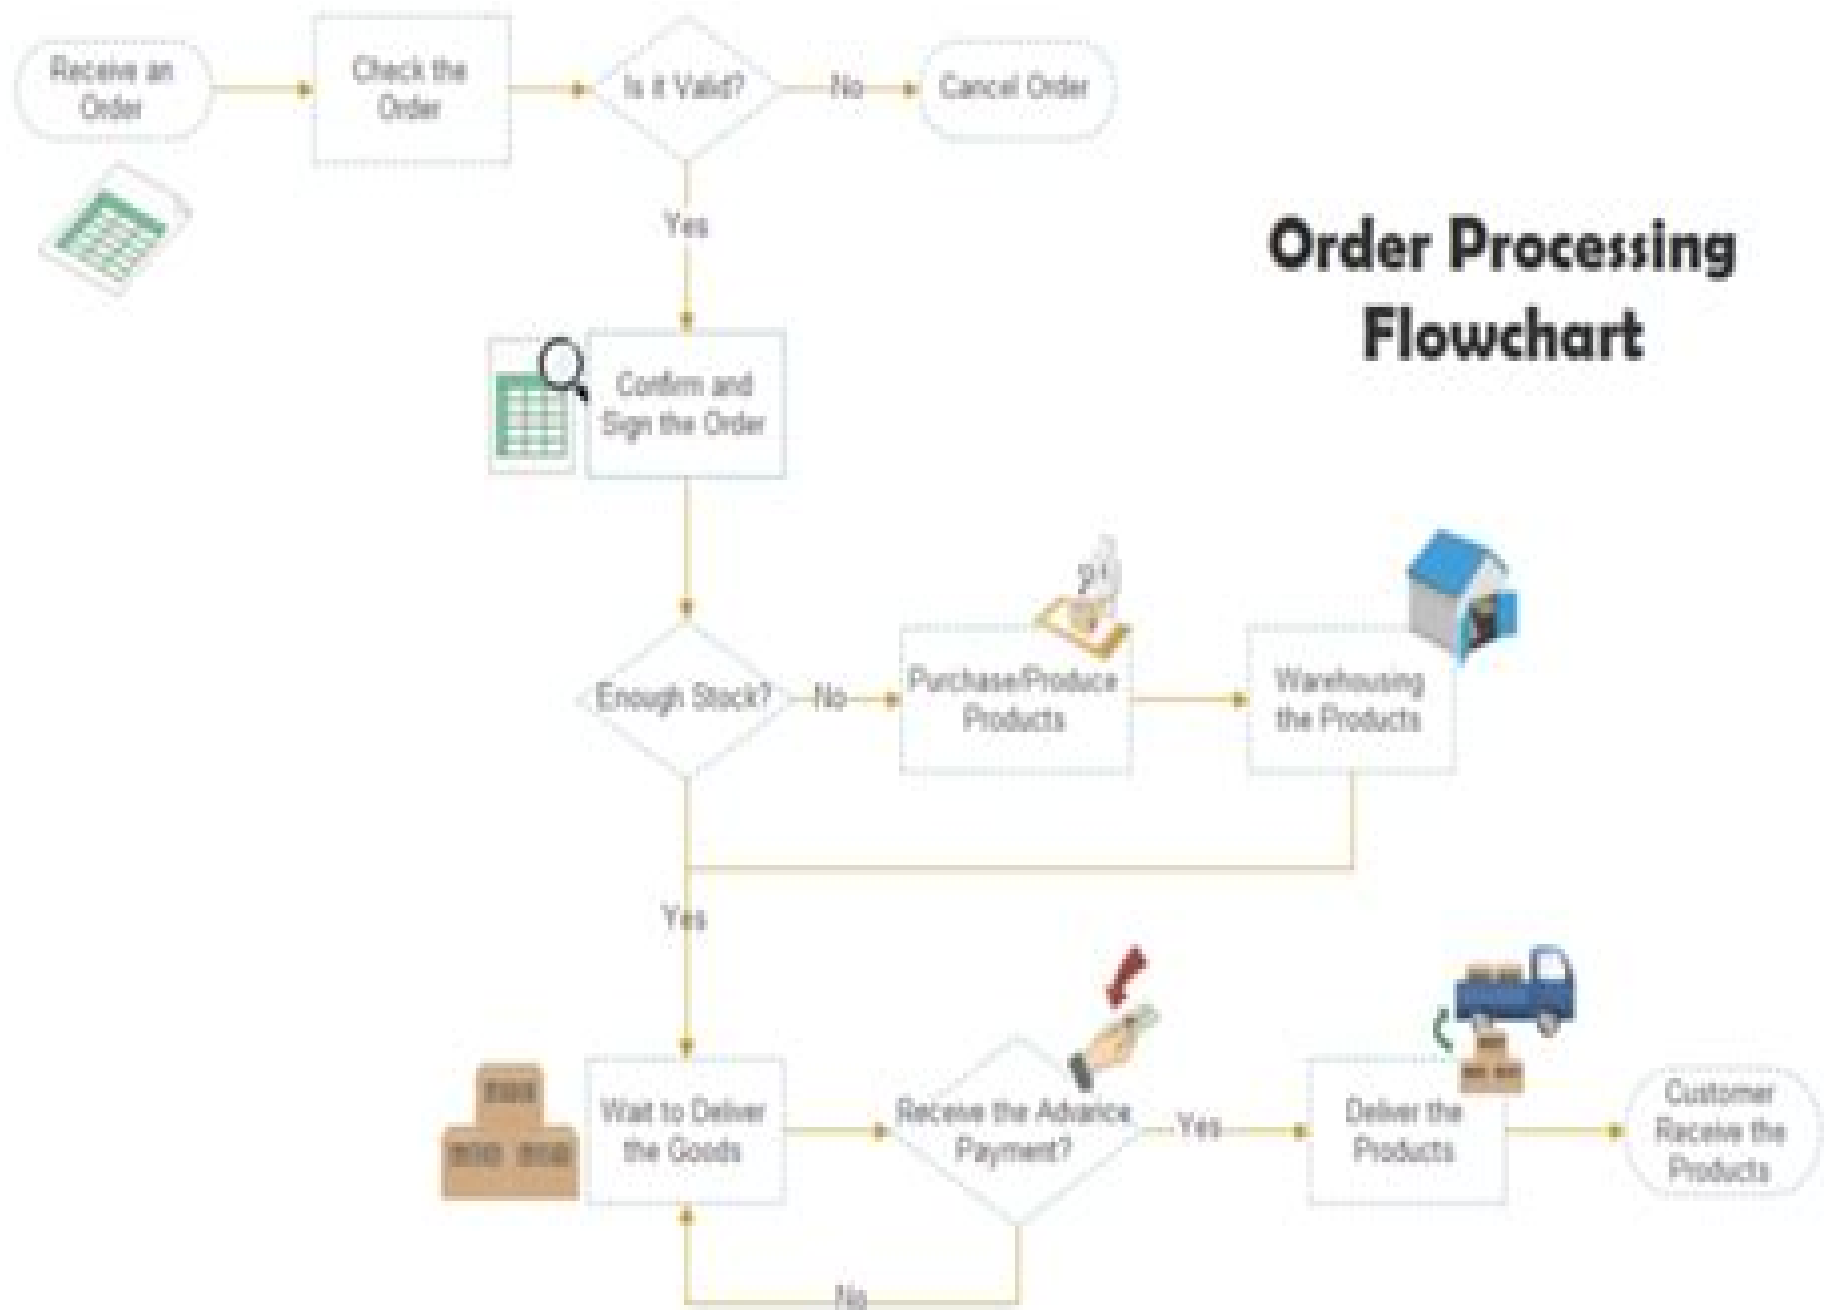 Receive an
Order
Check the
Order
Is it Valid?
No
Cancel Order
Yes
Order Processing
Flowchart
Confirm and
Sign the Order
Enough Stock?
No
Purchase/Produce
Products
Warehousing
the Products
Yes
Wait to Deliver
the Goods
Receive the Advance
Payment?
Yes
Deliver the
Products
Customer
Receive the
Products
No